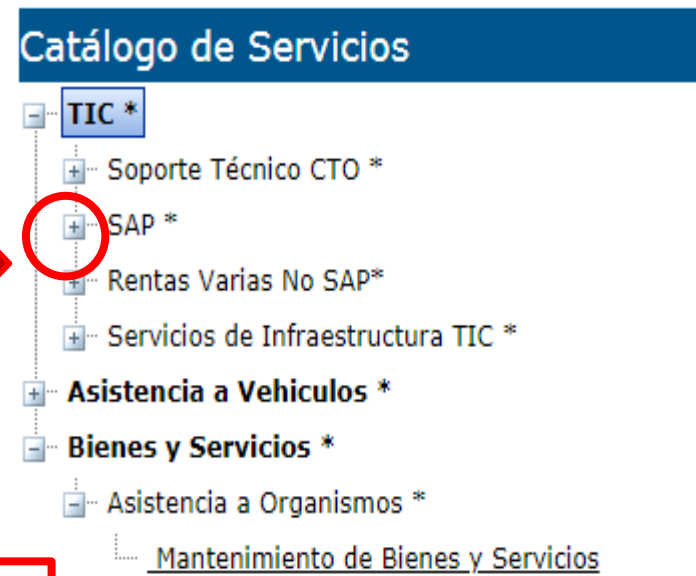 Catálogo de Servicios
TIC *
Soporte Técnico CTO *
SAP *
Rentas Varias No SAP*
Servicios de Infraestructura TIC *
Asistencia a Vehiculos *
Bienes y Servicios *
Asistencia a Organismos *
Mantenimiento de Bienes y Servicios